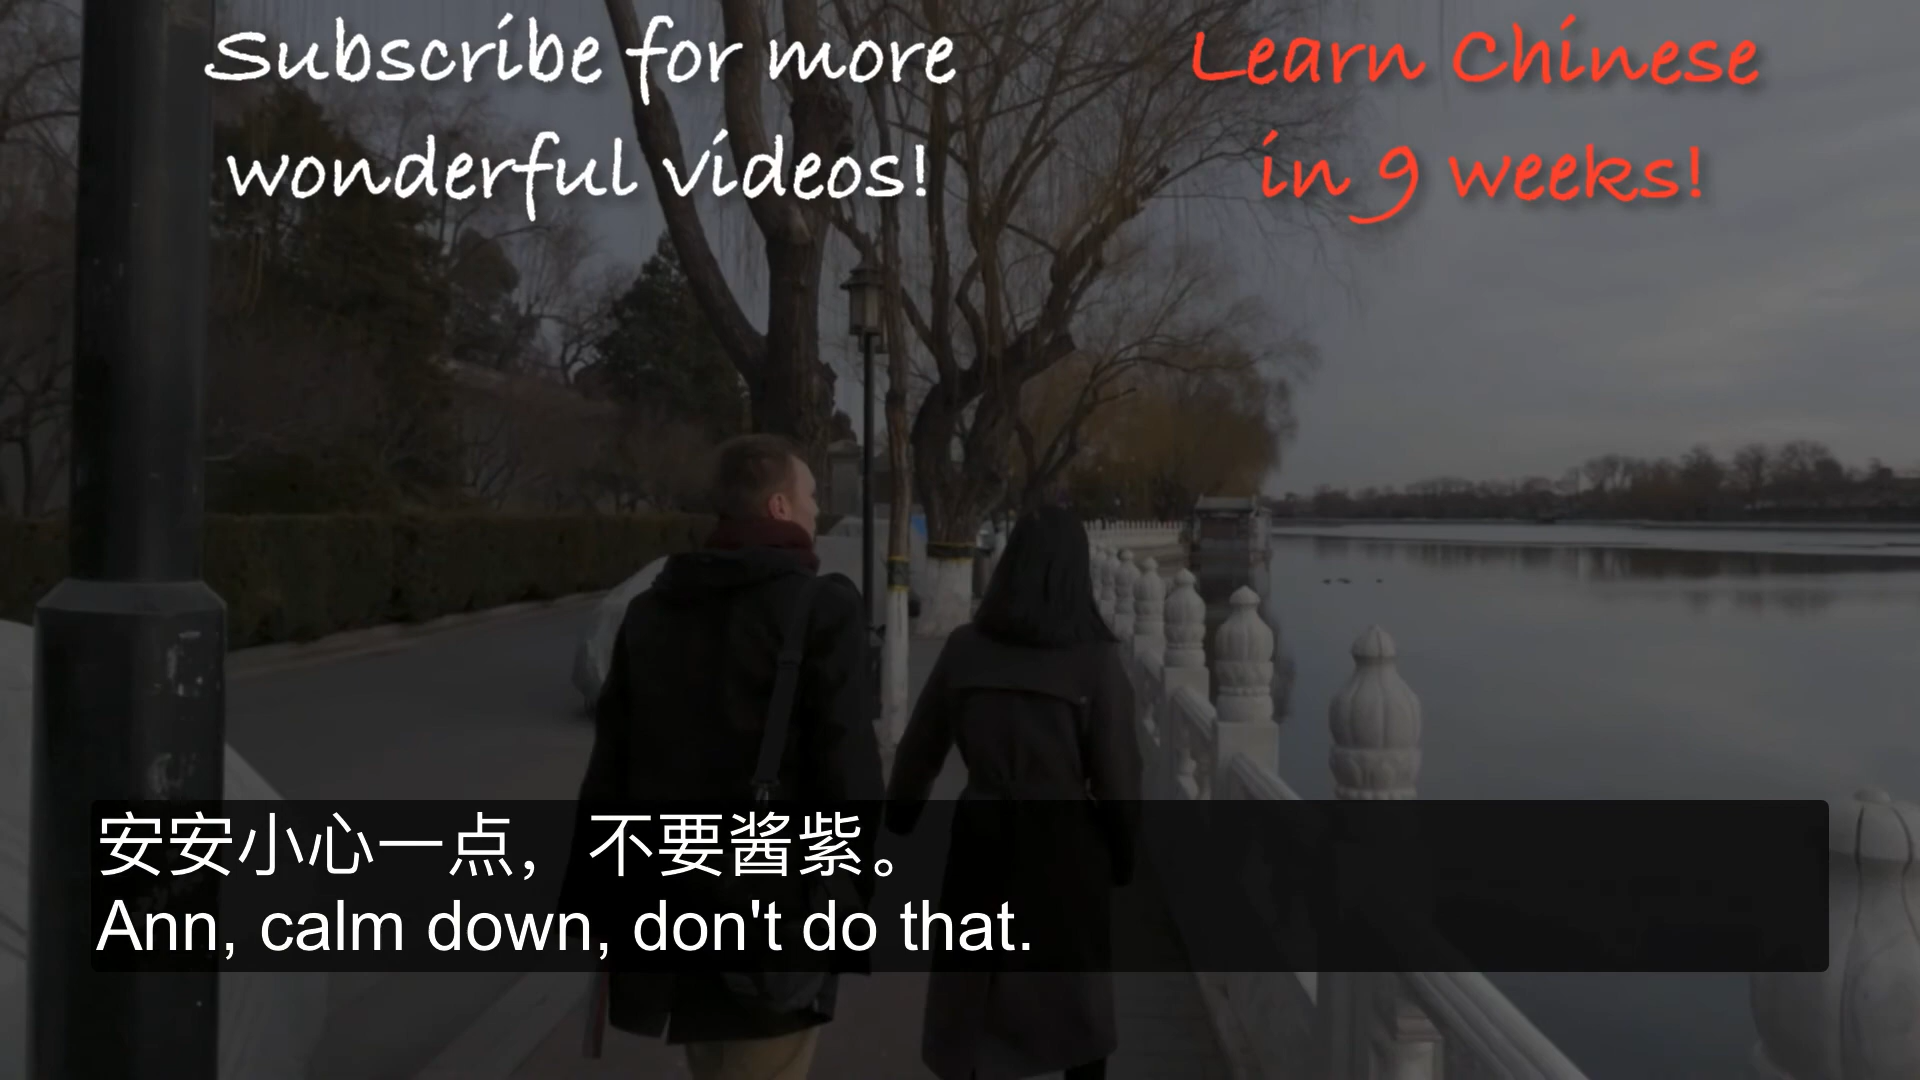 Subscribe for more
wonderful videos!
Learn Chinese
in 9 weeks!
安安小心一点，不要酱紫。
Ann, calm down, don't do that.